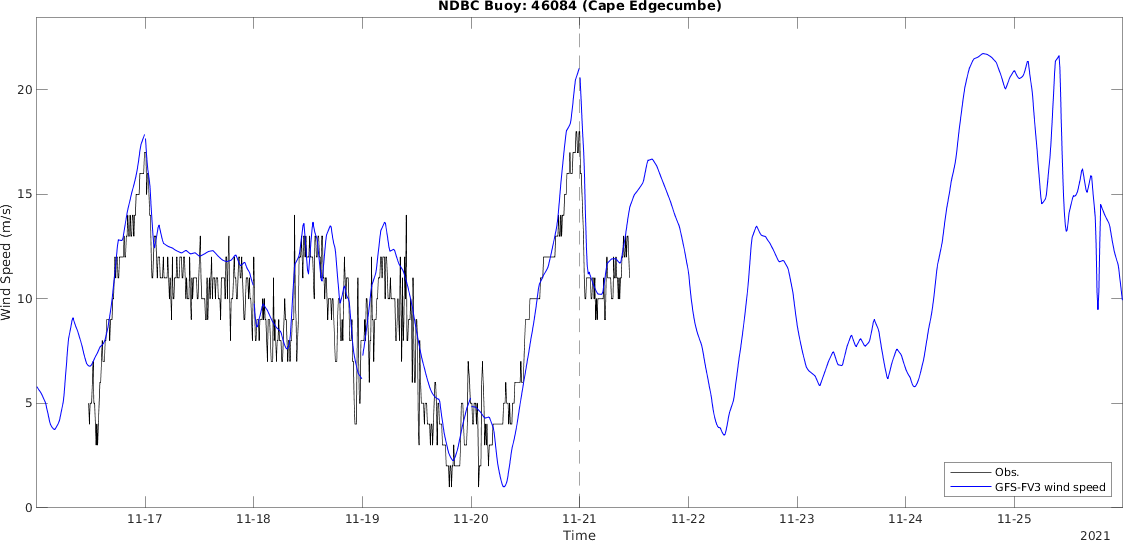 NDBC Buoy: 46084 (Cape Edgecumbe)
20
15
10
5
0
Wind Speed (m/s)
11-17 11-18 11-19 11-20 11-21 11-22 11-23 11-24 11-25
Time
2021
Obs.
GFS-FV3 wind speed